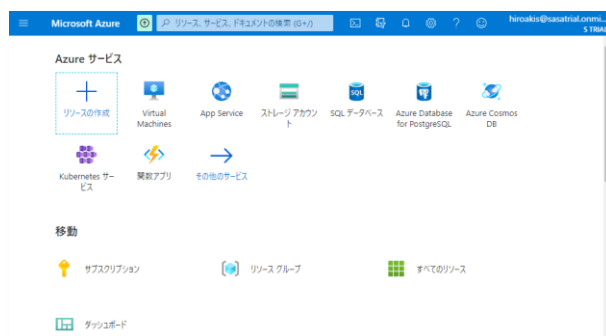 Microsoft Azure
リソース、サービス、ドキュメントの検索 (G+/)
hiroakis@sasatrial.onmi...
S TRIAL
Azure サービス
リソースの作成
Virtual
Machines
App Service
ストレージ アカウン
ト
SQL データベース
Azure Database
for PostgreSQL
Azure Cosmos
DB
Kubernetes サー
ビス
関数アプリ
その他のサービス
移動
サブスクリプション
リソース グループ
すべてのリソース
ダッシュボード